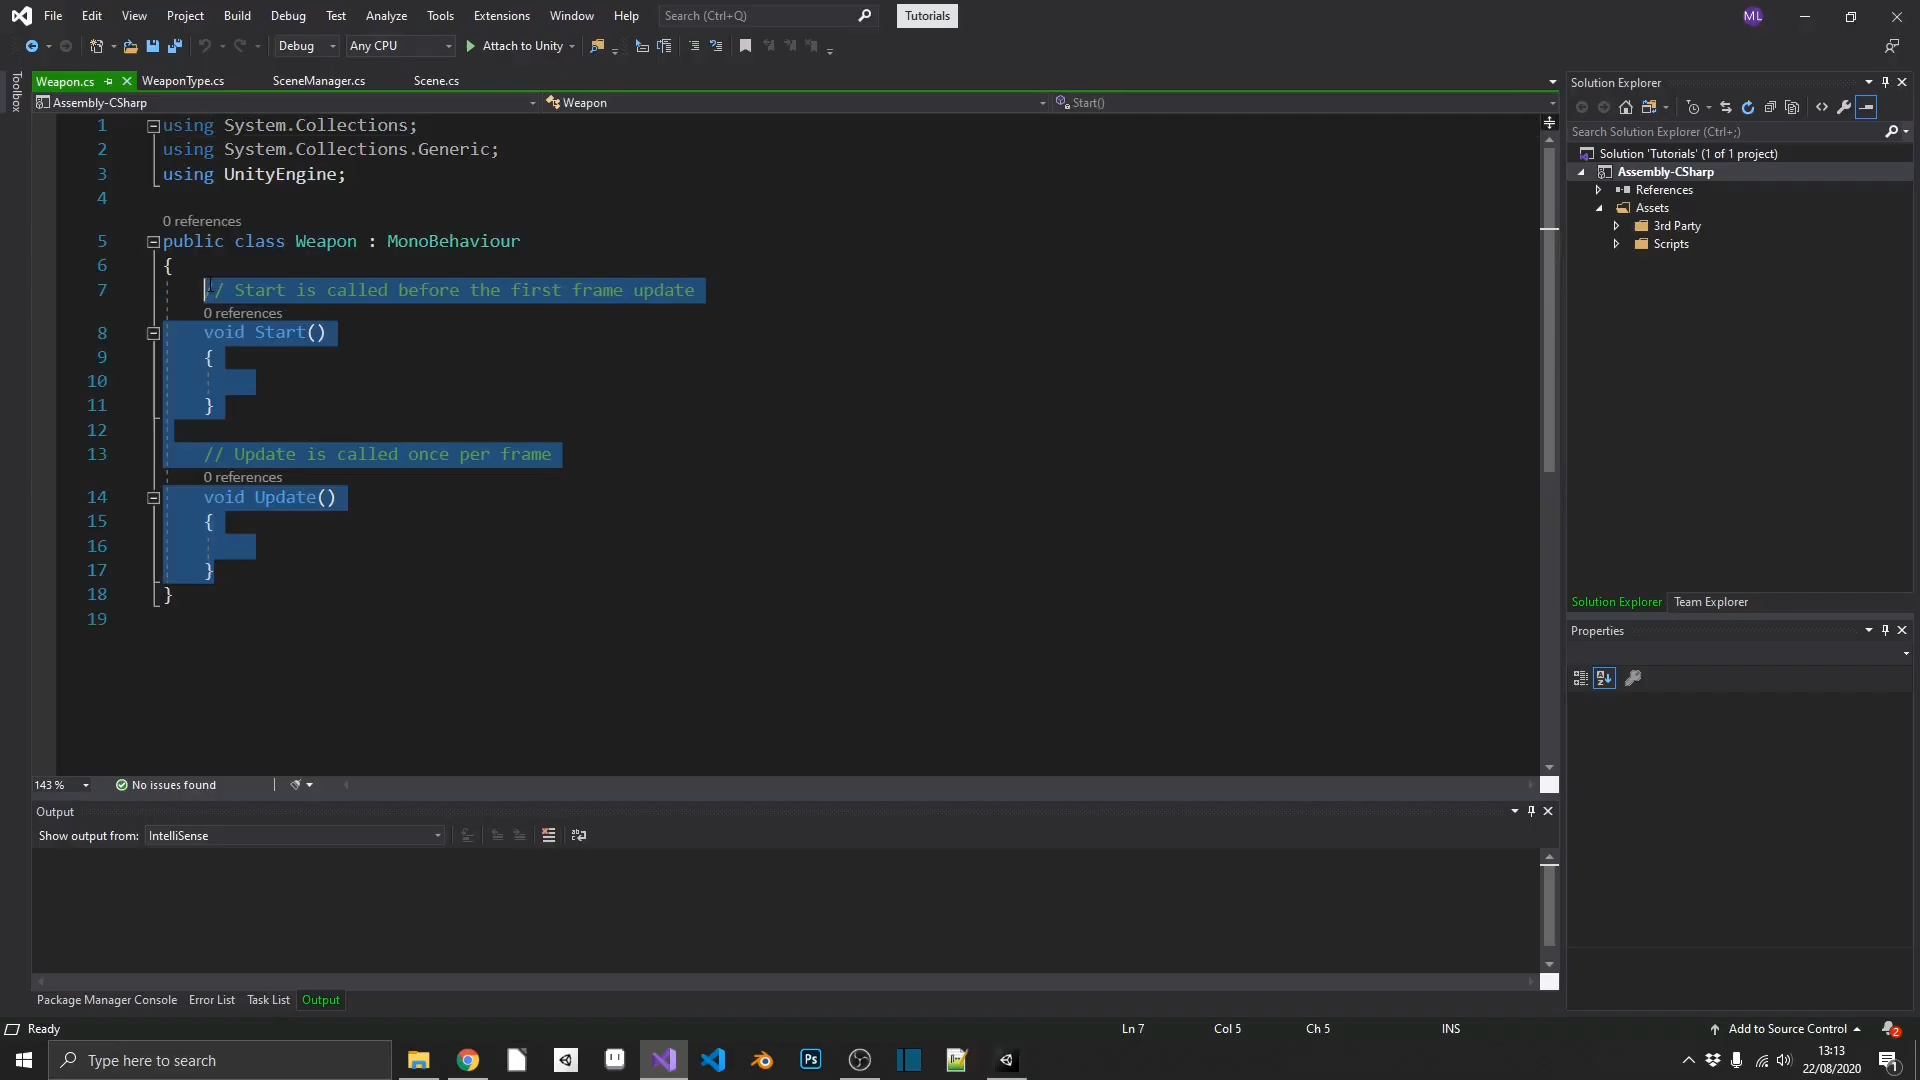 File Edit View Project Build Debug Test Analyze Tools Extensions Window Help Search (Ctrl+Q) Tutorials ML
Debug Any CPU Attach to Unity
Toolbox
Weapon.cs WeaponType.cs SceneManager.cs Scene.cs
Assembly-CSharp Weapon Start()
1 using System.Collections;
2 using System.Collections.Generic;
3 using UnityEngine;
4
0 references
5 public class Weapon : MonoBehaviour
6 {
7 // Start is called before the first frame update
0 references
8 void Start()
9 {
10
11 }
12
13 // Update is called once per frame
0 references
14 void Update()
15 {
16
17 }
18 }
19
143 % No issues found
Output
Show output from: IntelliSense
Package Manager Console Error List Task List Output
Solution Explorer
Search Solution Explorer (Ctrl+;)
Solution 'Tutorials' (1 of 1 project)
Assembly-CSharp
References
Assets
3rd Party
Scripts
Solution Explorer Team Explorer
Properties
Ready Ln 7 Col 5 Ch 5 INS Add to Source Control 2
Type here to search Ps
13:13
22/08/2020
1